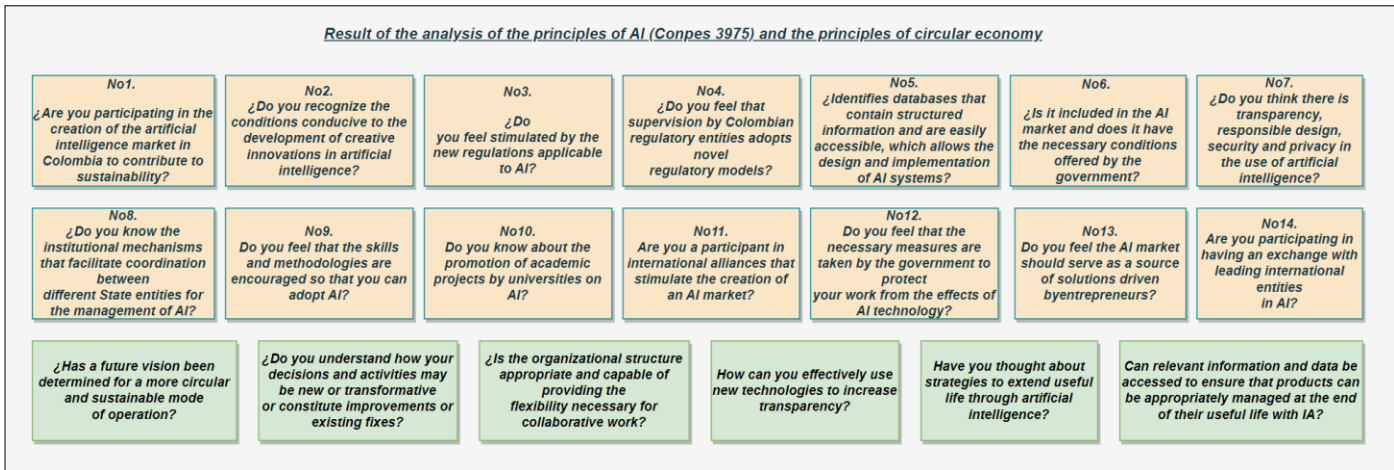 Result of the analysis of the principles of AI (Conpes 3975) and the principles of circular economy
No1.
¿Are you participating in the
creation of the artificial
intelligence market in
Colombia to contribute to
sustainability?
No2.
¿Do you recognize the
conditions conducive to the
development of creative
innovations in artificial
intelligence?
No3.
¿Do
you feel stimulated by the
new regulations applicable
to AI?
No4.
¿Do you feel that
supervision by Colombian
regulatory entities adopts
novel
regulatory models?
No5.
¿Identifies databases that
contain structured
information and are easily
accessible, which allows the
design and implementation
of AI systems?
No6.
¿Is it included in the AI
market and does it have
the necessary conditions
offered by the
government?
No7.
¿Do you think there is
transparency,
responsible design,
security and privacy in
the use of artificial
intelligence?
No8.
¿Do you know the
institutional mechanisms
that facilitate coordination
between
different State entities for
the management of AI?
No9.
Do you feel that the skills
and methodologies are
encouraged so that you can
adopt AI?
No10.
Do you know about the
promotion of academic
projects by universities on
AI?
No11.
Are you a participant in
international alliances that
stimulate the creation of
an AI market?
No12.
Do you feel that the
necessary measures are
taken by the government to
protect
your work from the effects of
AI technology?
No13.
Do you feel the AI market
should serve as a source
of solutions driven
byentrepreneurs?
No14.
Are you participating in
having an exchange with
leading international
entities
in AI?
¿Has a future vision been
determined for a more circular
and sustainable mode
of operation?
¿Do you understand how your
decisions and activities may
be new or transformative
or constitute improvements or
existing fixes?
¿Is the organizational structure
appropriate and capable of
providing the
flexibility necessary for
collaborative work?
How can you effectively use
new technologies to increase
transparency?
Have you thought about
strategies to extend useful
life through artificial
intelligence?
Can relevant information and data be
accessed to ensure that products can
be appropriately managed at the end
of their useful life with IA?